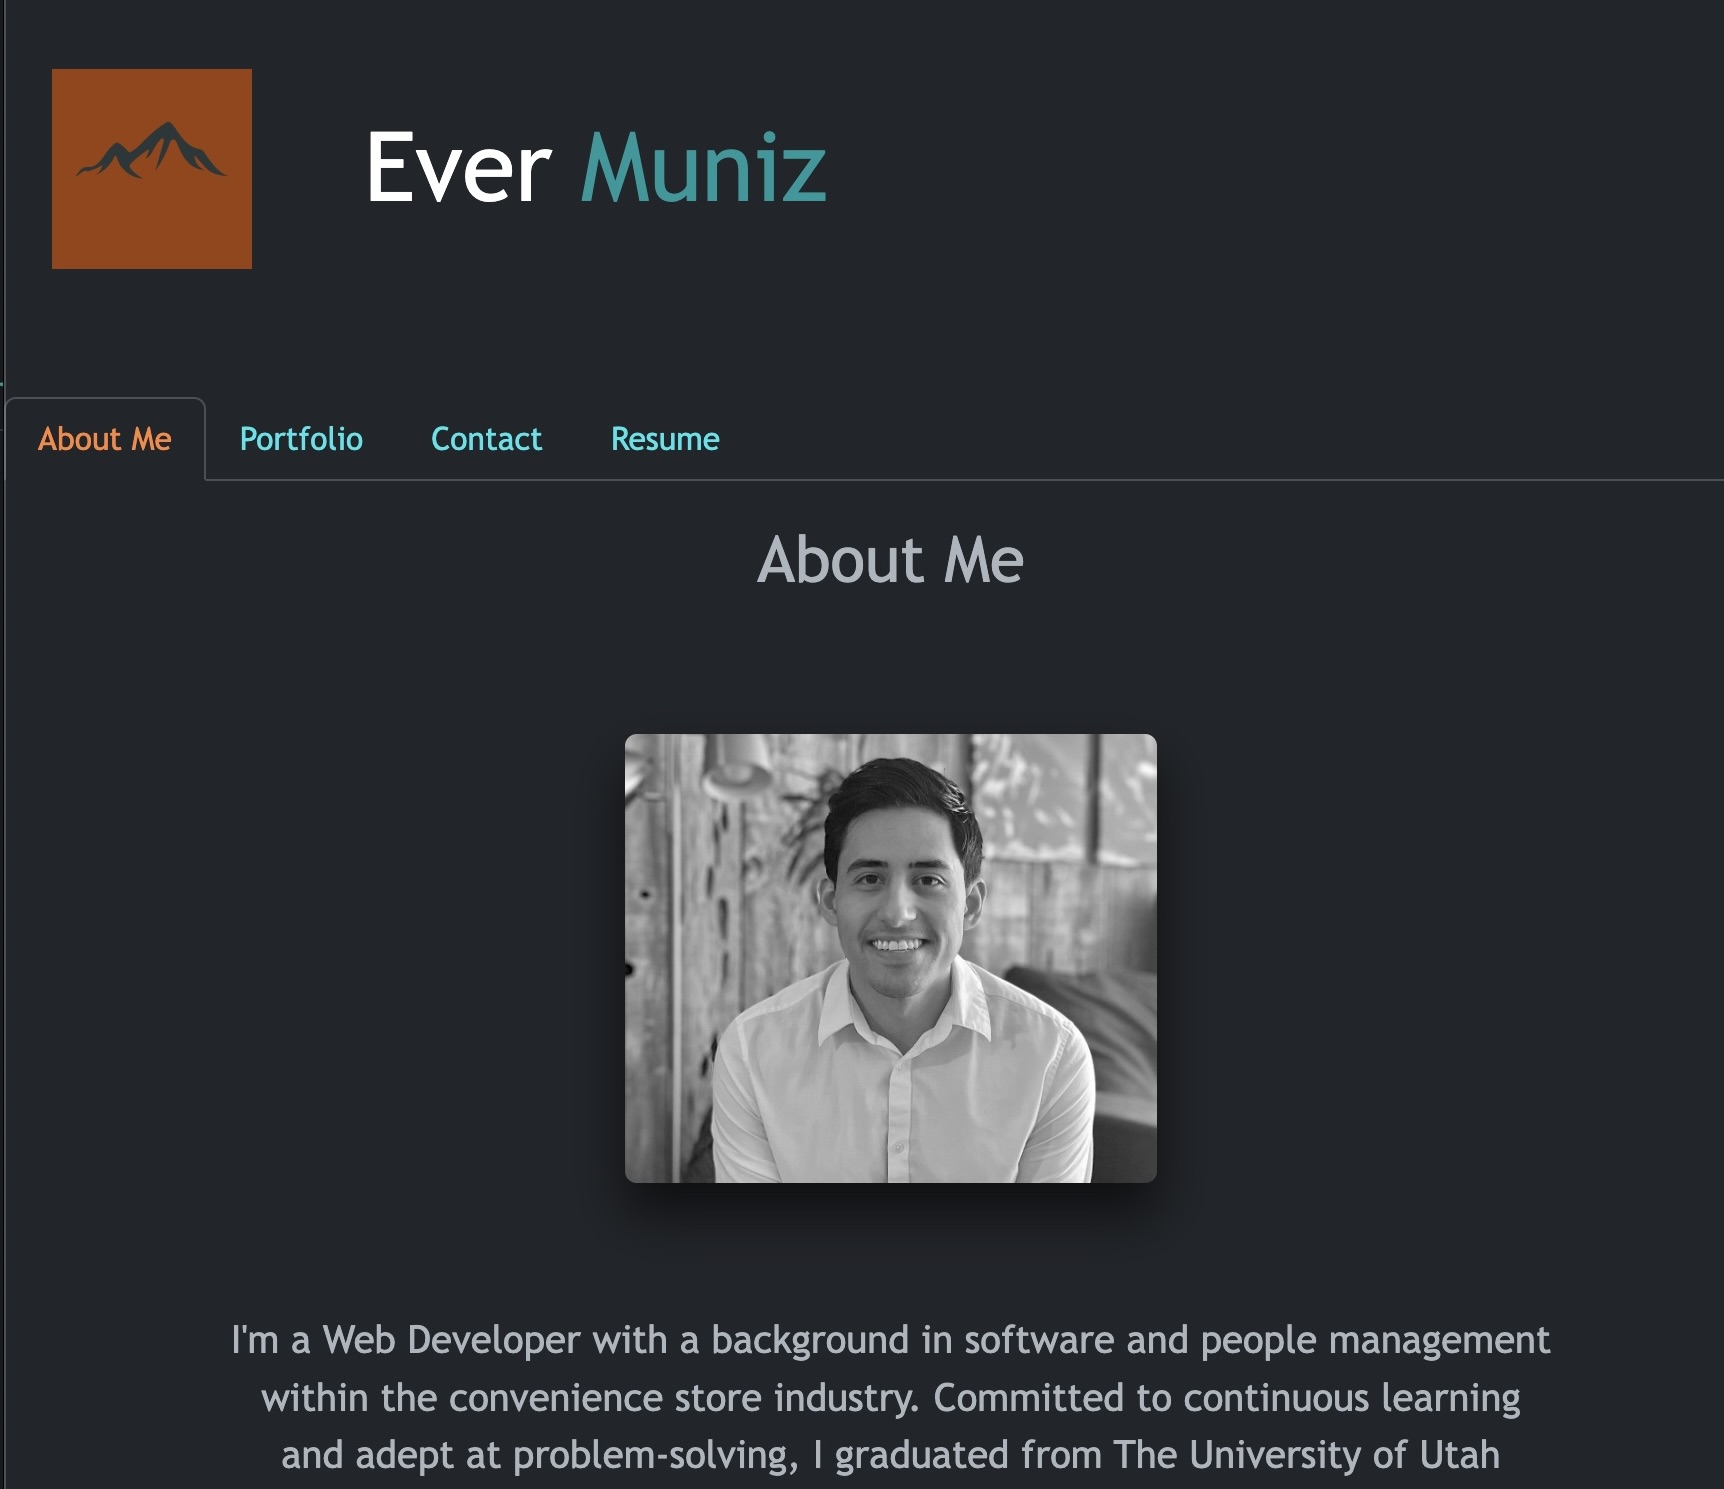 Ever Muniz
About Me
Portfolio
Contact
Resume
About Me
I'm a Web Developer with a background in software and people management
within the convenience store industry. Committed to continuous learning
and adept at problem-solving, I graduated from The University of Utah